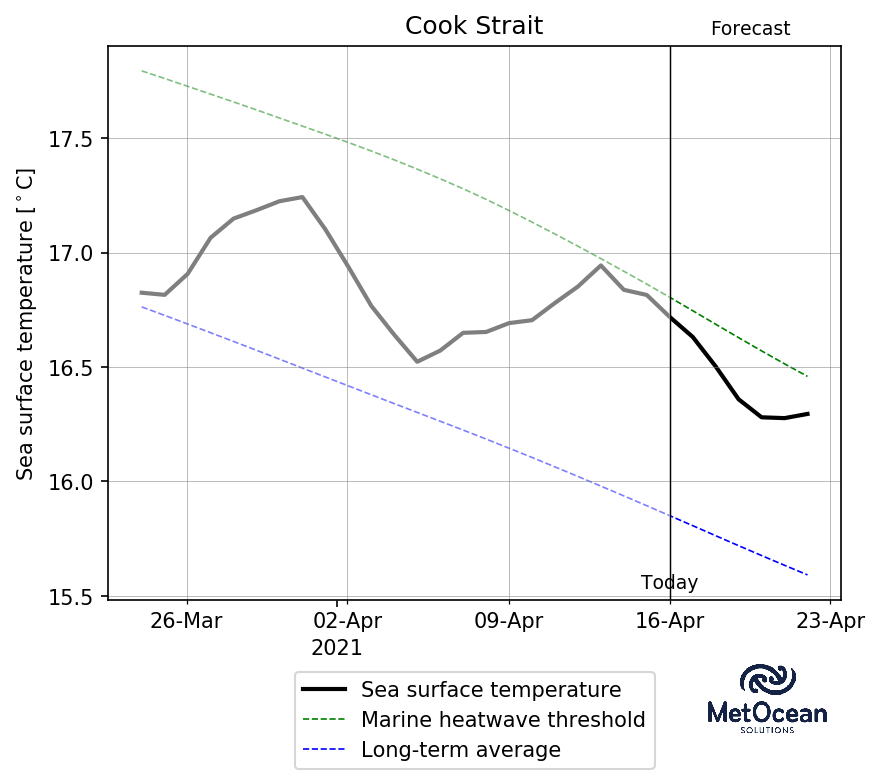 Cook Strait
Forecast
Sea surface temperature [°C]
17.5
17.0
16.5
16.0
15.5
Today
26-Mar 02-Apr 09-Apr 16-Apr 23-Apr
2021
Sea surface temperature
Marine heatwave threshold
Long-term average
MetOcean
SOLUTIONS